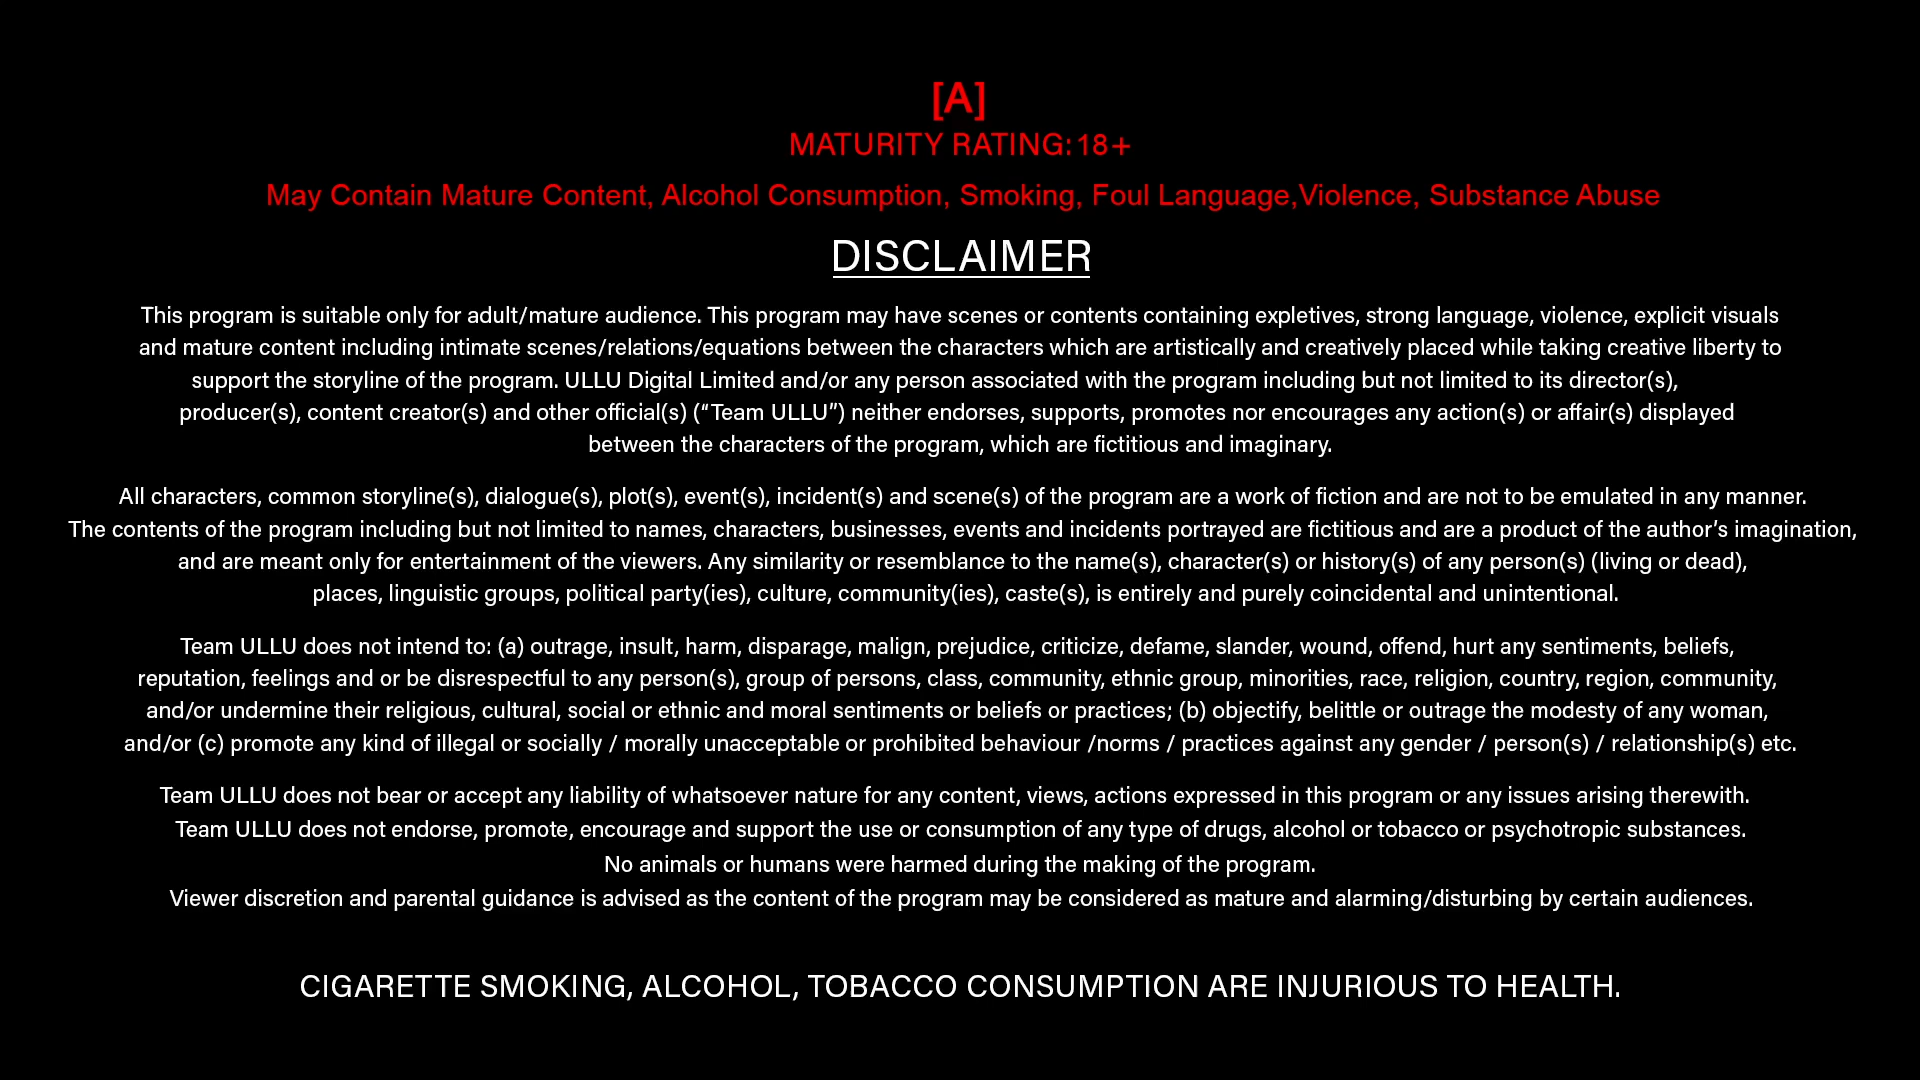 [A]
MATURITY RATING:18+
May Contain Mature Content, Alcohol Consumption, Smoking, Foul Language,Violence, Substance Abuse
DISCLAIMER
This program is suitable only for adult/mature audience. This program may have scenes or contents containing expletives, strong language, violence, explicit visuals
and mature content including intimate scenes/relations/equations between the characters which are artistically and creatively placed while taking creative liberty to
support the storyline of the program. ULLU Digital Limited and/or any person associated with the program including but not limited to its director(s),
producer(s), content creator(s) and other official(s) (“Team ULLU”) neither endorses, supports, promotes nor encourages any action(s) or affair(s) displayed
between the characters of the program, which are fictitious and imaginary.
All characters, common storyline(s), dialogue(s), plot(s), event(s), incident(s) and scene(s) of the program are a work of fiction and are not to be emulated in any manner.
The contents of the program including but not limited to names, characters, businesses, events and incidents portrayed are fictitious and are a product of the author’s imagination,
and are meant only for entertainment of the viewers. Any similarity or resemblance to the name(s), character(s) or history(s) of any person(s) (living or dead),
places, linguistic groups, political party(ies), culture, community(ies), caste(s), is entirely and purely coincidental and unintentional.
Team ULLU does not intend to: (a) outrage, insult, harm, disparage, malign, prejudice, criticize, defame, slander, wound, offend, hurt any sentiments, beliefs,
reputation, feelings and or be disrespectful to any person(s), group of persons, class, community, ethnic group, minorities, race, religion, country, region, community,
and/or undermine their religious, cultural, social or ethnic and moral sentiments or beliefs or practices; (b) objectify, belittle or outrage the modesty of any woman,
and/or (c) promote any kind of illegal or socially / morally unacceptable or prohibited behaviour /norms / practices against any gender / person(s) / relationship(s) etc.
Team ULLU does not bear or accept any liability of whatsoever nature for any content, views, actions expressed in this program or any issues arising therewith.
Team ULLU does not endorse, promote, encourage and support the use or consumption of any type of drugs, alcohol or tobacco or psychotropic substances.
No animals or humans were harmed during the making of the program.
Viewer discretion and parental guidance is advised as the content of the program may be considered as mature and alarming/disturbing by certain audiences.
CIGARETTE SMOKING, ALCOHOL, TOBACCO CONSUMPTION ARE INJURIOUS TO HEALTH.